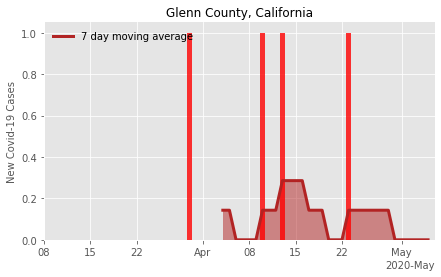 Glenn County, California
7 day moving average
New Covid-19 Cases
1.0
0.8
0.6
0.4
0.2
0.0
08 15 22 Apr 08 15 22 May
2020-May